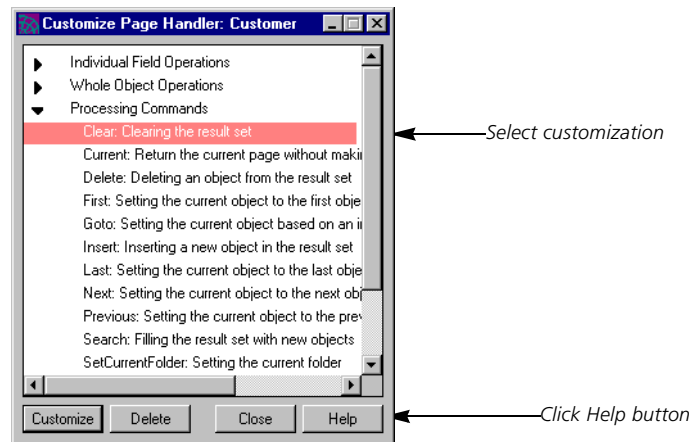 Customize Page Handler: Customer
Individual Field Operations
Whole Object Operations
Processing Commands
Clear: Clearing the result set
Select customization
Current: Return the current page without makin
Delete: Deleting an object from the result set
First: Setting the current object to the first obje
Goto: Setting the current object based on an in
Insert: Inserting a new object in the result set
Last: Setting the current object to the last obje
Next: Setting the current object to the next obj
Previous: Setting the current object to the prev
Search: Filling the result set with new objects
SetCurrentFolder: Setting the current folder
Customize Delete Close Help
Click Help button